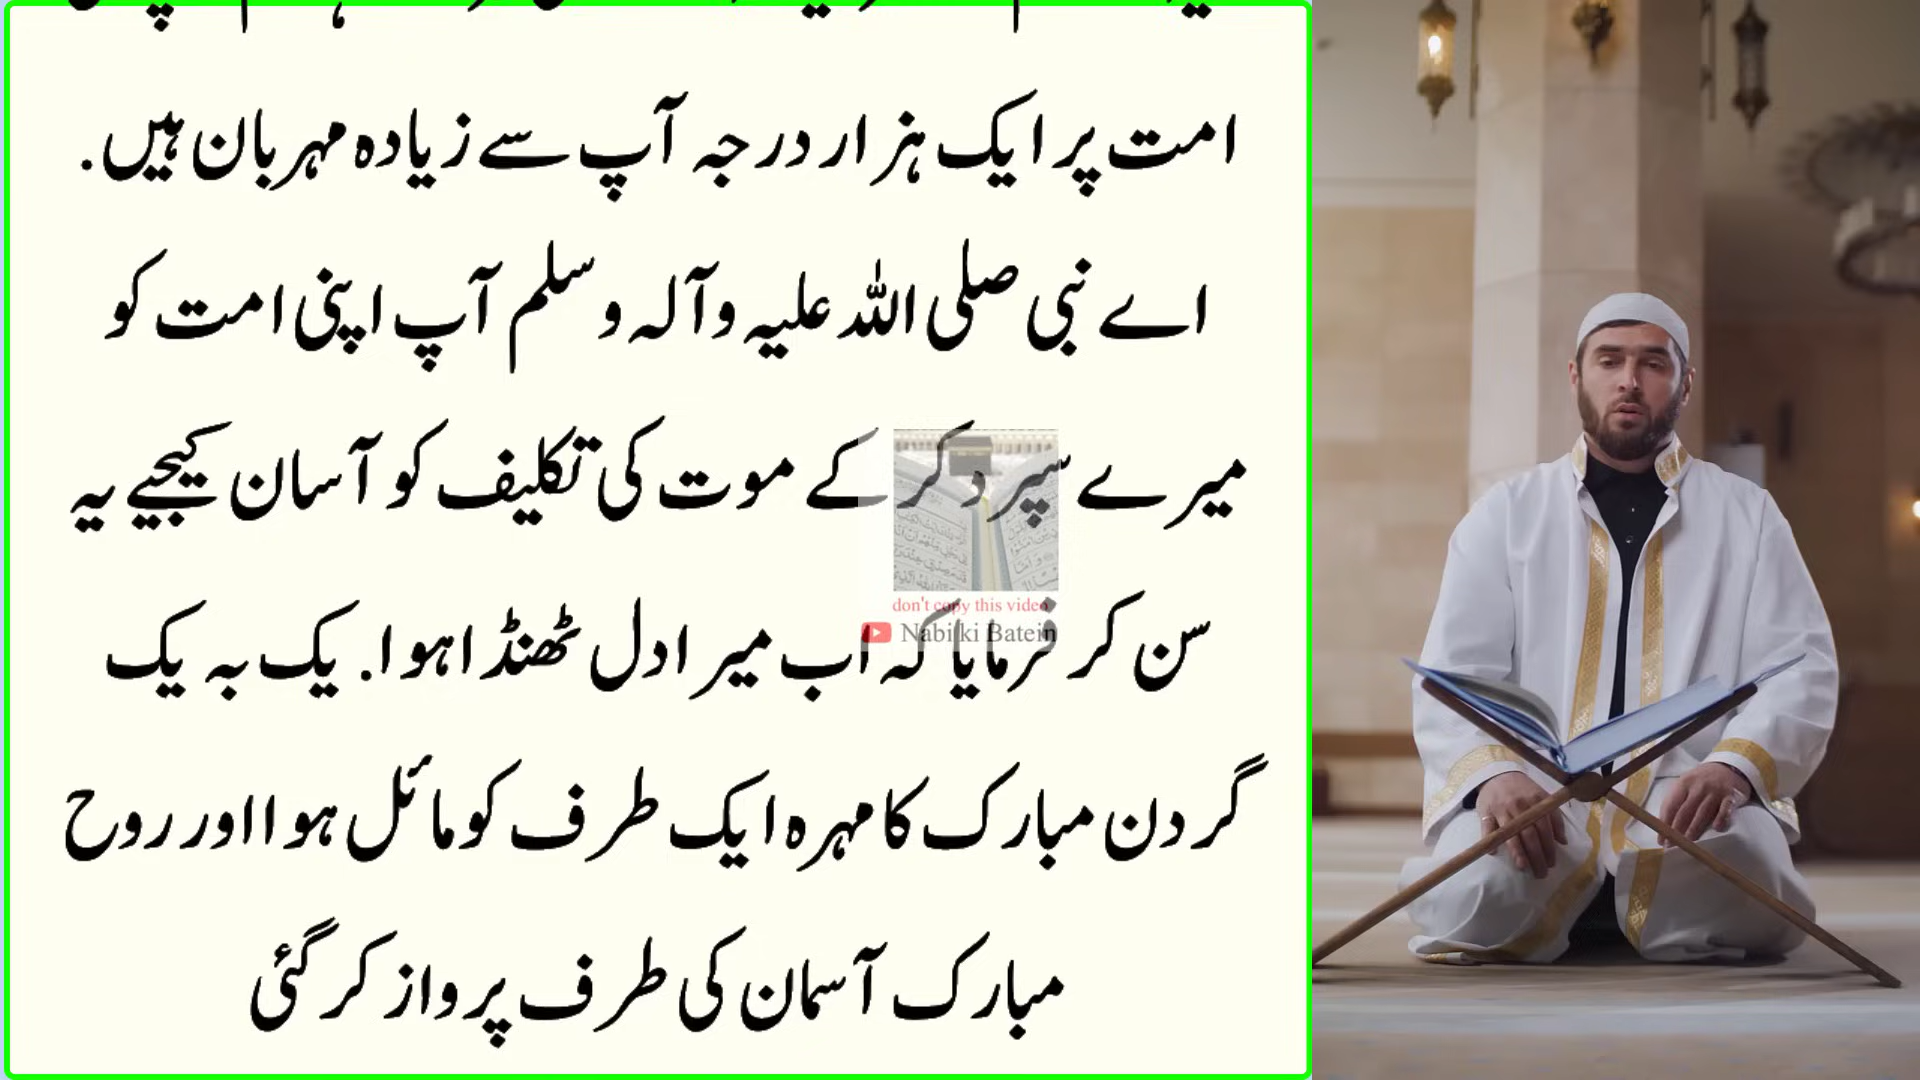 امت پر ایک ہزار درجہ آپ سے زیادہ مہربان ہیں.
اے نبی صلی اللہ علیہ وآلہ وسلم آپ اپنی امت کو
میرے سپرد کر کے موت کی تکلیف کو آسان کیجیے یہ
سن کر فرمایا کہ اب میرا دل ٹھنڈا ہوا. یک بہ یک
گردن مبارک کا مہرہ ایک طرف کو مائل ہوا اور روح
مبارک آسمان کی طرف پرواز کر گئی
don't copy this video
Nabi ki Batein